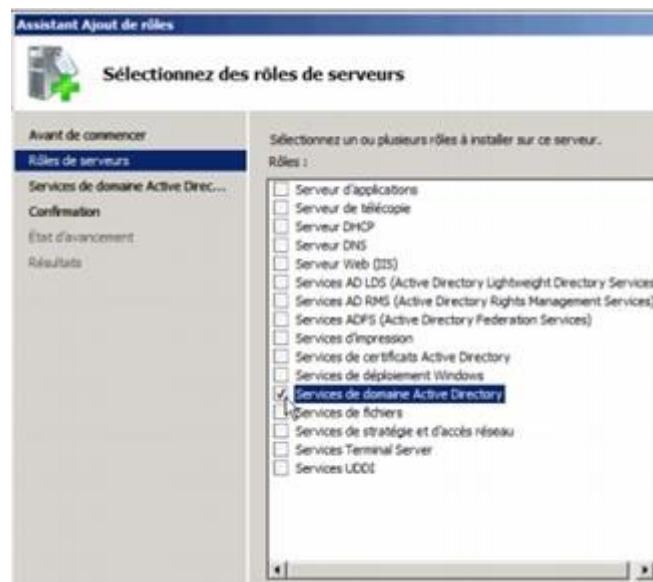 Assistant Ajout de rôles
Sélectionnez des rôles de serveurs
Avant de commencer
Rôles de serveurs
Services de domaine Active Direc...
Confirmation
État d'avancement
Résultats
Sélectionnez un ou plusieurs rôles à installer sur ce serveur.
Rôles :
Serveur d'applications
Serveur de télécopie
Serveur DHCP
Serveur DNS
Serveur Web (IIS)
Services AD LDS (Active Directory Lightweight Directory Services
Services AD RMS (Active Directory Rights Management Services)
Services ADFS (Active Directory Federation Services)
Services d'impression
Services de certificats Active Directory
Services de déploiement Windows
Services de domaine Active Directory
Services de fichiers
Services de stratégie et d'accès réseau
Services Terminal Server
Services UDDI